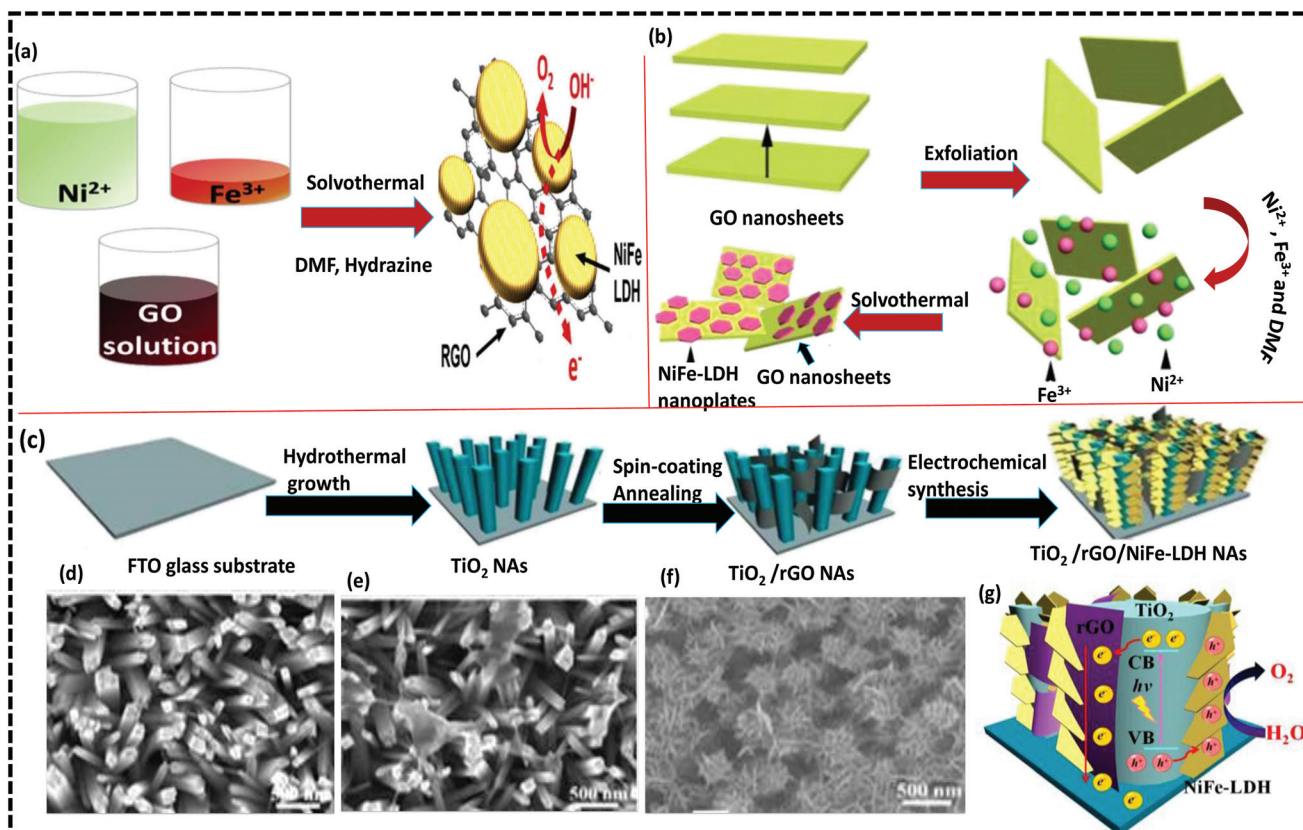 (a)
Ni2+
Fe3+
GO
solution
Solvothermal
DMF, Hydrazine
O2
OH-
NiFe
LDH
RGO
e-
(b)
GO nanosheets
Exfoliation
Ni2+, Fe3+ and DMF
Fe3+
Ni2+
Solvothermal
NiFe-LDH
nanoplates
GO nanosheets
(c)
FTO glass substrate
Hydrothermal
growth
TiO2 NAs
Spin-coating
Annealing
TiO2 /rGO NAs
Electrochemical
synthesis
TiO2 /rGO/NiFe-LDH NAs
(d)
500 nm
(e)
500 nm
(f)
500 nm
(g)
TiO2
rGO
e-
e-
e-
e-
e-
e-
e-
CB
hν
VB
h+
h+
h+
h+
h+
h+
O2
H2O
NiFe-LDH